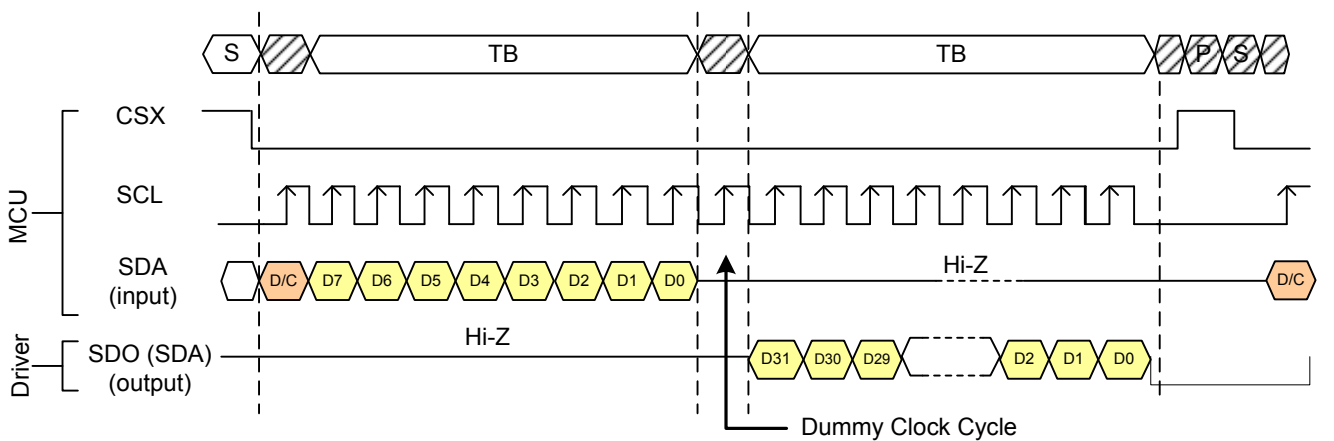 S TB TB P S
CSX
SCL
MCU
SDA
(input)
D/C D7 D6 D5 D4 D3 D2 D1 D0 Hi-Z D/C
Hi-Z
Driver
SDO (SDA)
(output)
D31 D30 D29 D2 D1 D0
Dummy Clock Cycle